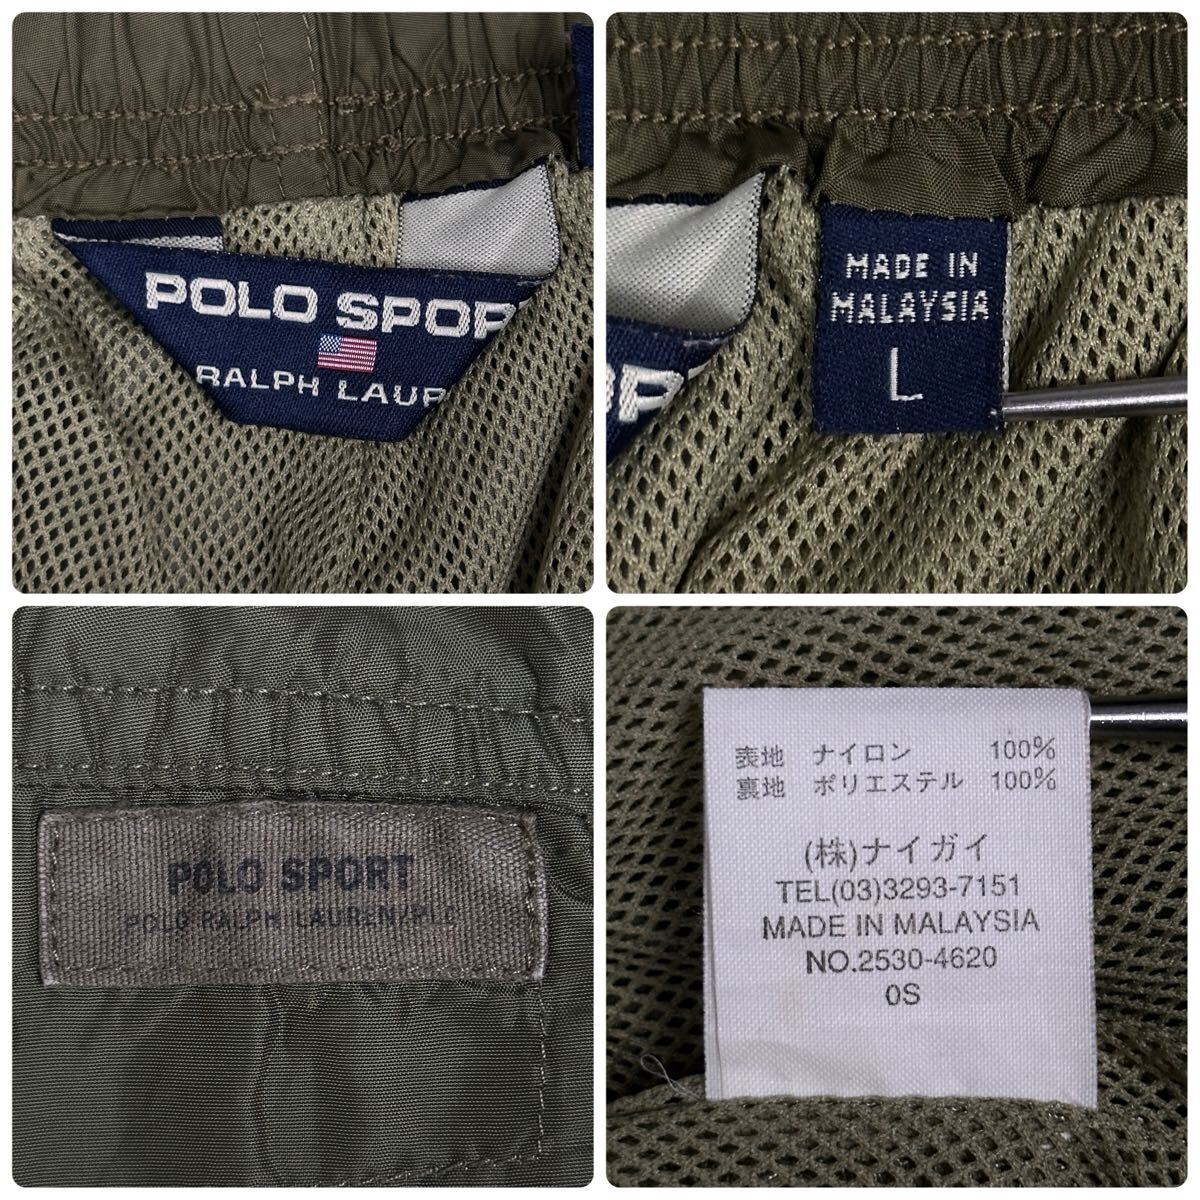 POLO SPOR
RALPH LAUR
MADE IN
MALAYSIA
L
POLO SPORT
POLO RALPH LAUREN/RLC
表地 ナイロン 100%
裏地 ポリエステル 100%
(株)ナイガイ
TEL(03)3293-7151
MADE IN MALAYSIA
NO.2530-4620
0S